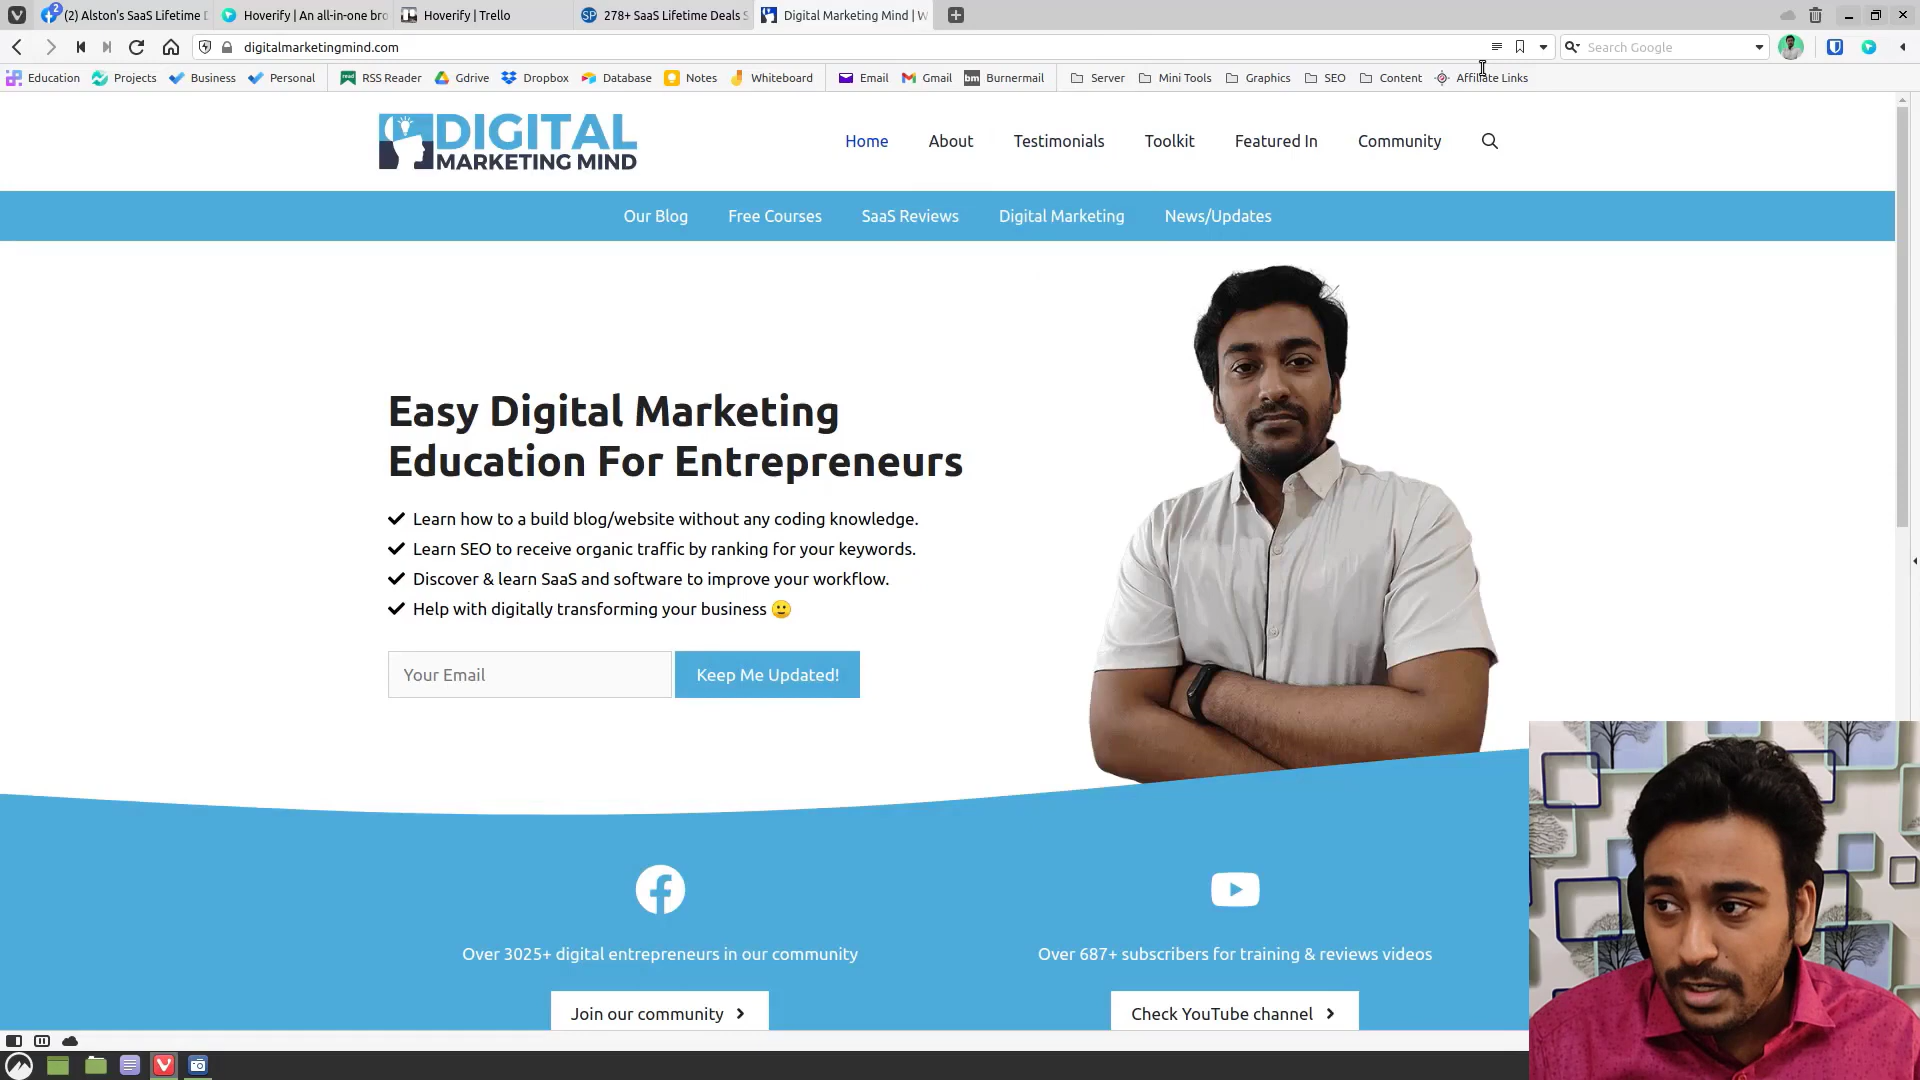 (2) Alston's SaaS Lifetime D
Hoverify | An all-in-one bro
Hoverify | Trello
278+ SaaS Lifetime Deals S
Digital Marketing Mind | W
digitalmarketingmind.com
Search Google
Education
Projects
Business
Personal
RSS Reader
Gdrive
Dropbox
Database
Notes
Whiteboard
Email
Gmail
bm Burnermail
Server
Mini Tools
Graphics
SEO
Content
Affiliate Links
DIGITAL
MARKETING MIND
Home
About
Testimonials
Toolkit
Featured In
Community
Our Blog
Free Courses
SaaS Reviews
Digital Marketing
News/Updates
Easy Digital Marketing
Education For Entrepreneurs
Learn how to a build blog/website without any coding knowledge.
Learn SEO to receive organic traffic by ranking for your keywords.
Discover & learn SaaS and software to improve your workflow.
Help with digitally transforming your business 🙂
Your Email
Keep Me Updated!
Over 3025+ digital entrepreneurs in our community
Over 687+ subscribers for training & reviews videos
Join our community
Check YouTube channel